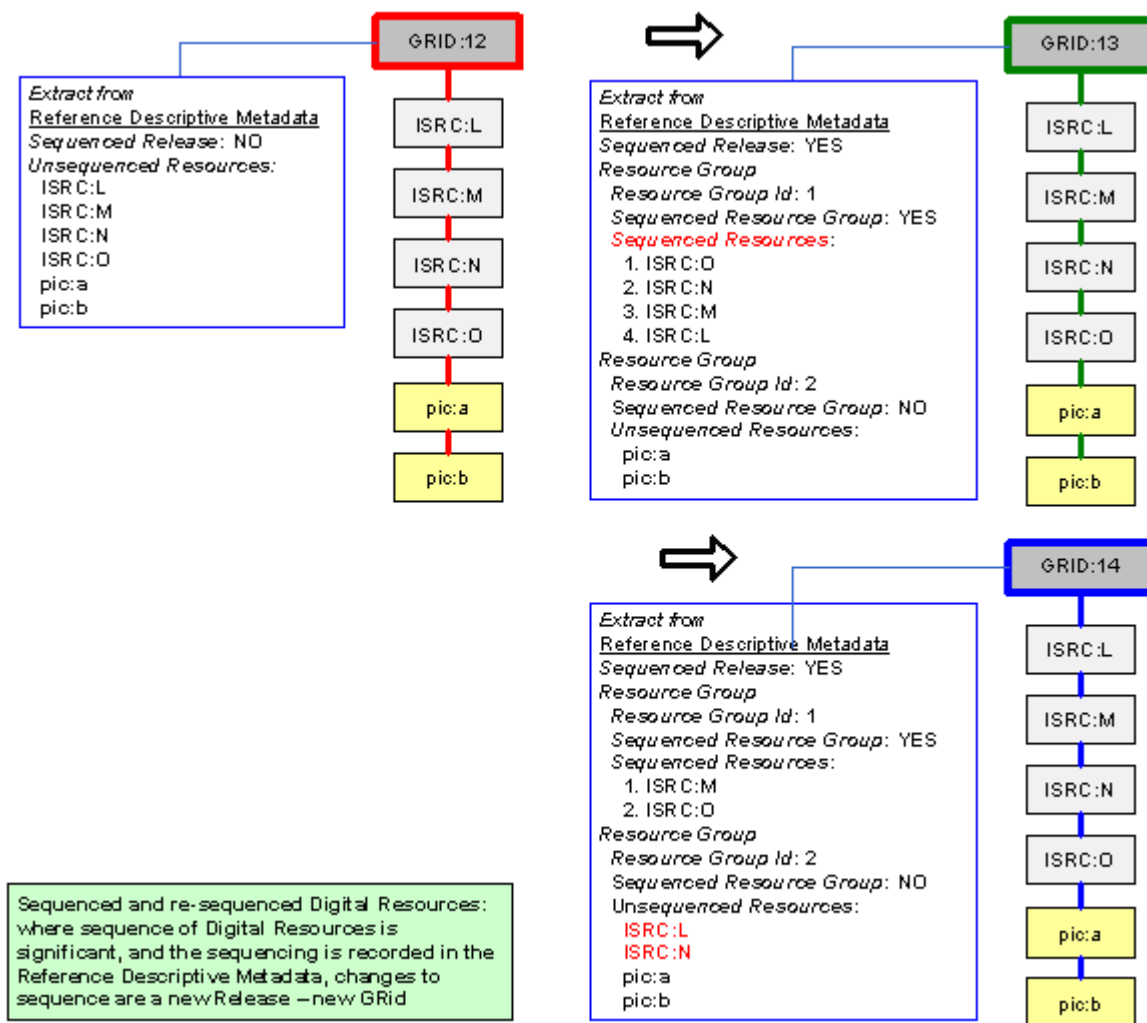 GRID:12
Extract from
Reference Descriptive Metadata
Sequenced Release: NO
Unsequenced Resources:
ISRC:L
ISRC:M
ISRC:N
ISRC:O
pic:a
pic:b
ISRC:L
ISRC:M
ISRC:N
ISRC:O
pic:a
pic:b
GRID:13
Extract from
Reference Descriptive Metadata
Sequenced Release: YES
Resource Group
Resource Group Id: 1
Sequenced Resource Group: YES
Sequenced Resources:
1. ISRC:O
2. ISRC:N
3. ISRC:M
4. ISRC:L
Resource Group
Resource Group Id: 2
Sequenced Resource Group: NO
Unsequenced Resources:
pic:a
pic:b
ISRC:L
ISRC:M
ISRC:N
ISRC:O
pic:a
pic:b
GRID:14
Extract from
Reference Descriptive Metadata
Sequenced Release: YES
Resource Group
Resource Group Id: 1
Sequenced Resource Group: YES
Sequenced Resources:
1. ISRC:M
2. ISRC:O
Resource Group
Resource Group Id: 2
Sequenced Resource Group: NO
Unsequenced Resources:
ISRC:L
ISRC:N
pic:a
pic:b
ISRC:L
ISRC:M
ISRC:N
ISRC:O
pic:a
pic:b
Sequenced and re-sequenced Digital Resources:
where sequence of Digital Resources is
significant, and the sequencing is recorded in the
Reference Descriptive Metadata, changes to
sequence are a new Release – new GRid